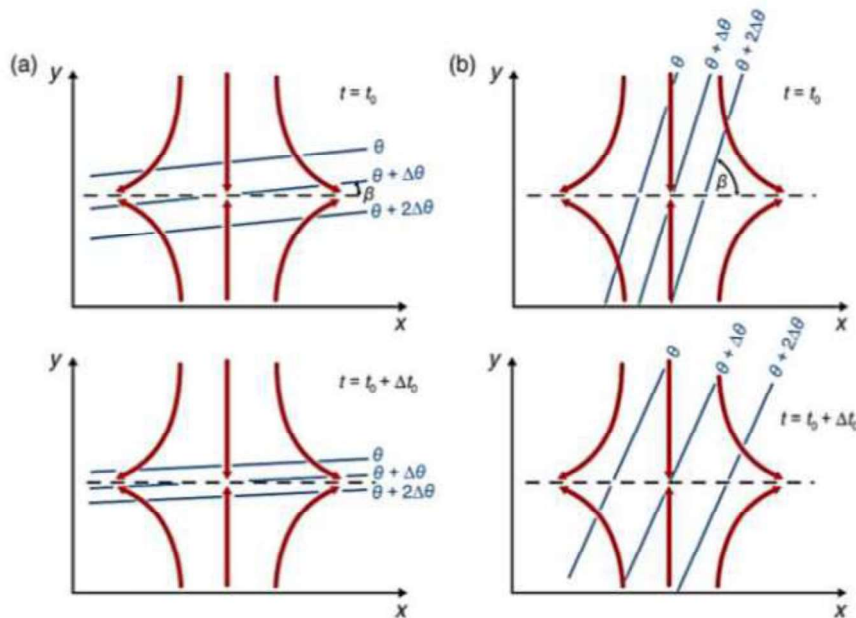 (a)
y
t = t₀
θ
θ + Δθ
β
θ + 2Δθ
x
y
t = t₀ + Δt₀
θ
θ + Δθ
θ + 2Δθ
x
(b)
y
θ
θ + Δθ
θ + 2Δθ
t = t₀
β
x
y
θ
θ + Δθ
θ + 2Δθ
t = t₀ + Δt₀
x